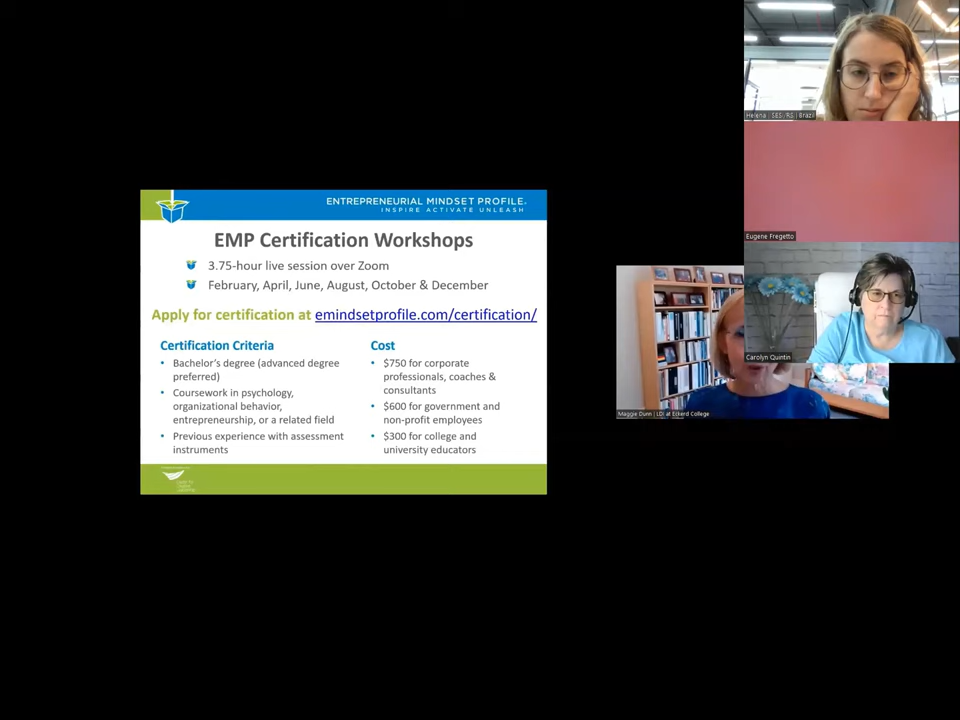 ENTREPRENEURIAL MINDSET PROFILE.
INSPIRE ACTIVATE UNLEASH
EMP Certification Workshops
3.75-hour live session over Zoom
February, April, June, August, October & December
Apply for certification at emindsetprofile.com/certification/
Certification Criteria
• Bachelor's degree (advanced degree
preferred)
• Coursework in psychology,
organizational behavior,
entrepreneurship, or a related field
• Previous experience with assessment
instruments
Cost
• $750 for corporate
professionals, coaches &
consultants
• $600 for government and
non-profit employees
• $300 for college and
university educators
Helena | SES/RS | Brazil
Eugene Fregetto
Carolyn Quintin
Maggie Dunn | LDI at Eckerd College